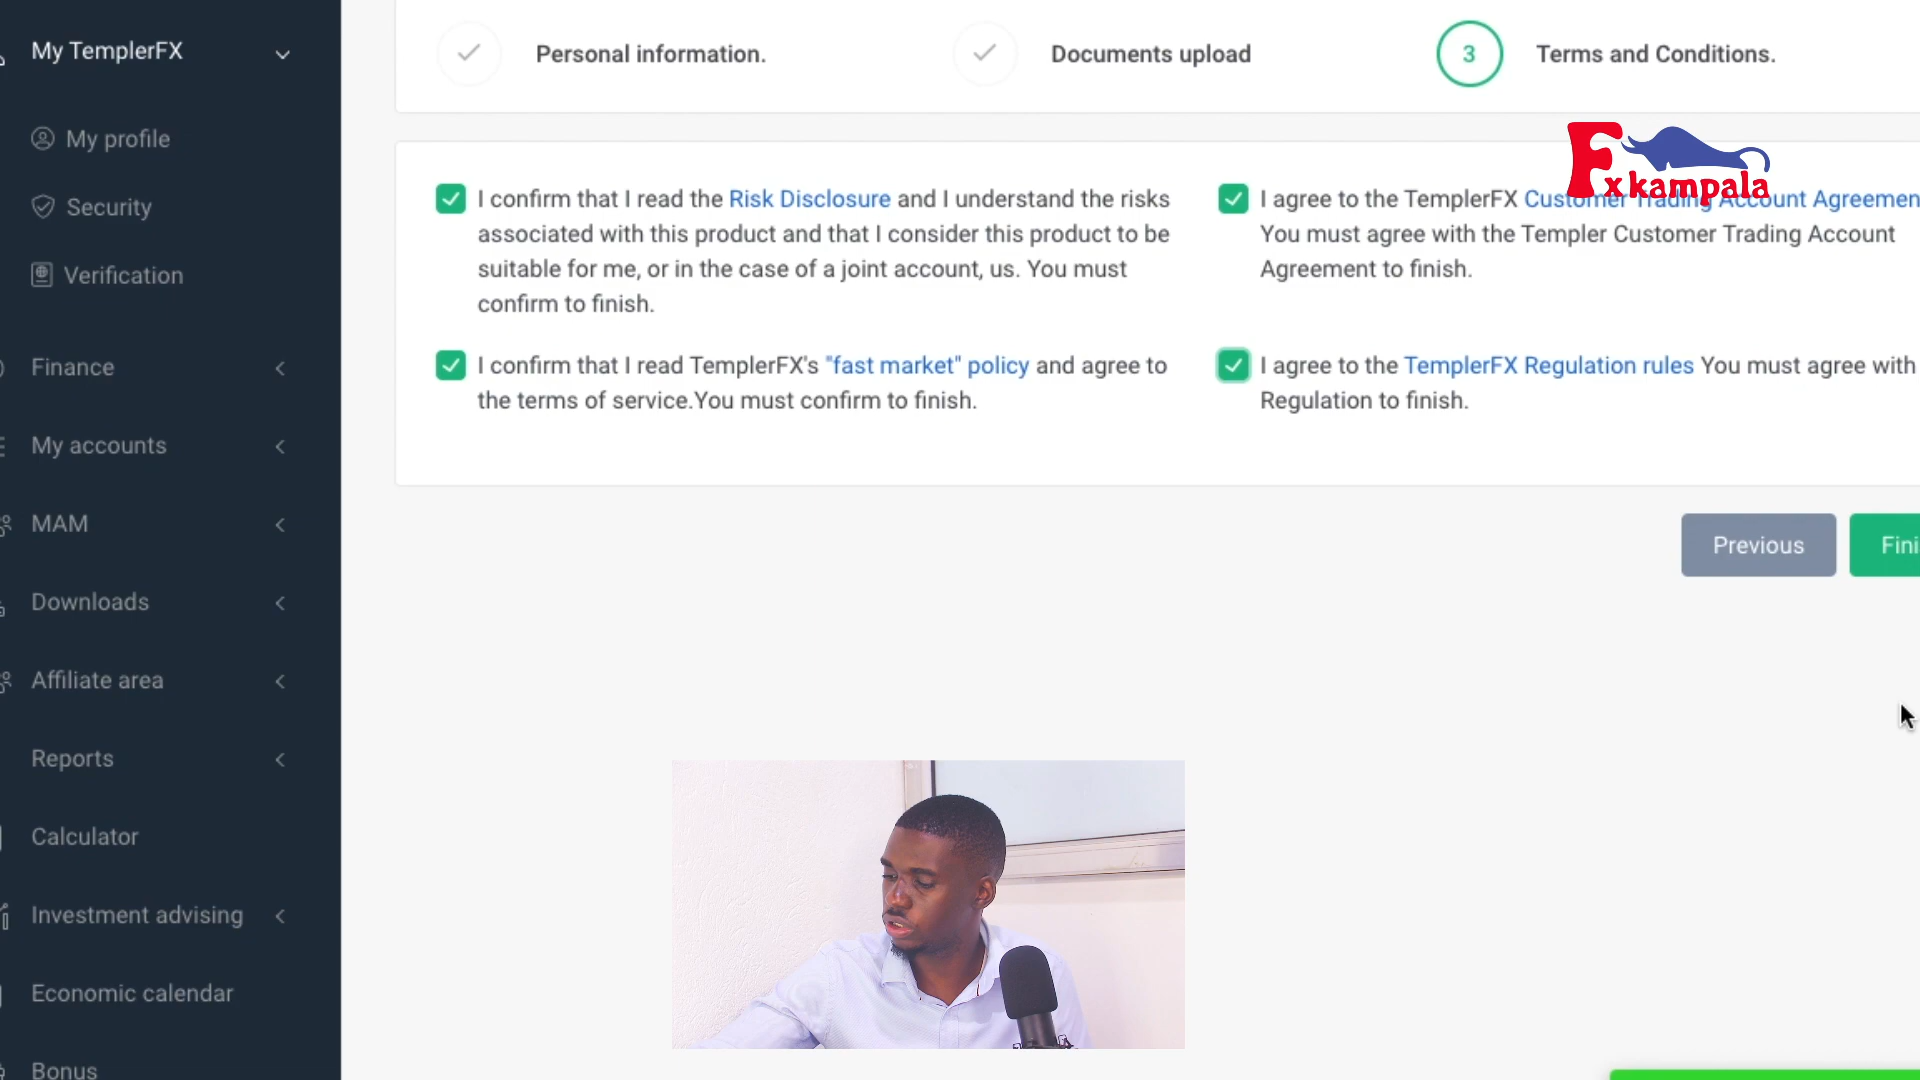 My TemplerFX
My profile
Security
Verification
Finance
My accounts
MAM
Downloads
Affiliate area
Reports
Calculator
Investment advising
Economic calendar
Bonus
Personal information.
Documents upload
3
Terms and Conditions.
Fxkampala
I confirm that I read the Risk Disclosure and I understand the risks
associated with this product and that I consider this product to be
suitable for me, or in the case of a joint account, us. You must
confirm to finish.
I agree to the TemplerFX Customer Trading Account Agreemen
You must agree with the Templer Customer Trading Account
Agreement to finish.
I confirm that I read TemplerFX's "fast market" policy and agree to
the terms of service.You must confirm to finish.
I agree to the TemplerFX Regulation rules You must agree with
Regulation to finish.
Previous
Fini